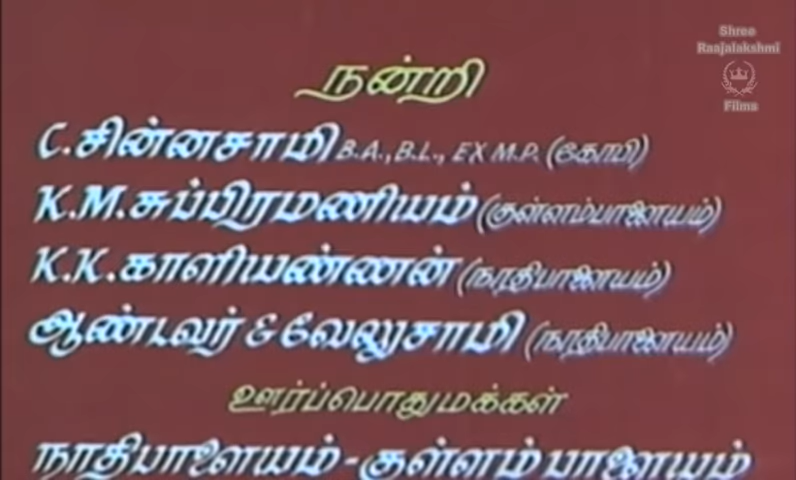 Shree
Raajalakshmi
Films
நன்றி
C.சின்னசாமி B.A., B.L., EX M.P. (கோபி)
K.M.சுப்பிரமணியம் (குள்ளம்பாளையம்)
K.K.காளியண்ணன் (நாதிபாளையம்)
ஆண்டவர் & வேலுசாமி (நாதிபாளையம்)
ஊர்ப்பொதுமக்கள்
நாதிபாளையம் - குள்ளம்பாளையம்